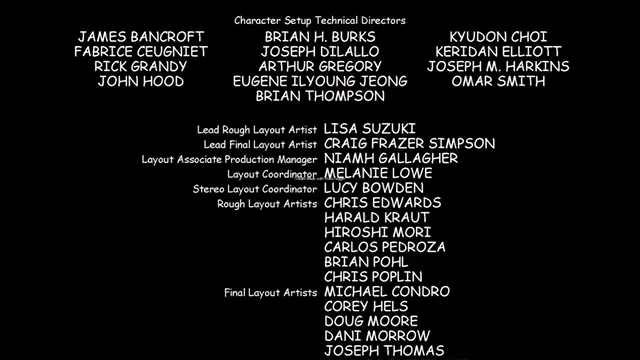 Character Setup Technical Directors
JAMES BANCROFT BRIAN H. BURKS KYUDON CHOI
FABRICE CEUGNIET JOSEPH DILALLO KERIDAN ELLIOTT
RICK GRANDY ARTHUR GREGORY JOSEPH M. HARKINS
JOHN HOOD EUGENE ILYOUNG JEONG OMAR SMITH
BRIAN THOMPSON
Lead Rough Layout Artist LISA SUZUKI
Lead Final Layout Artist CRAIG FRAZER SIMPSON
Layout Associate Production Manager NIAMH GALLAGHER
Layout Coordinator MELANIE LOWE
Stereo Layout Coordinator LUCY BOWDEN
Rough Layout Artists CHRIS EDWARDS
HARALD KRAUT
HIROSHI MORI
CARLOS PEDROZA
BRIAN POHL
CHRIS POPLIN
Final Layout Artists MICHAEL CONDRO
COREY HELS
DOUG MOORE
DANI MORROW
JOSEPH THOMAS